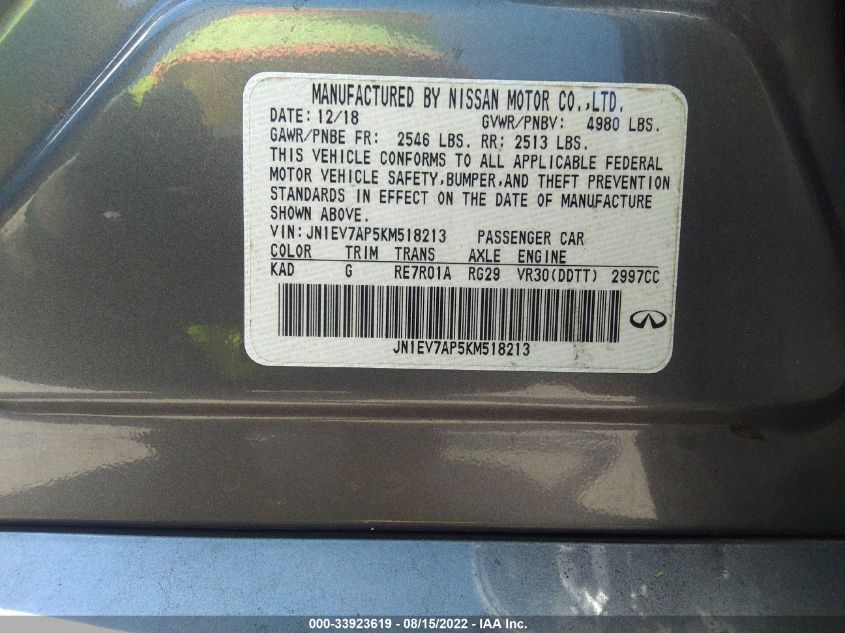 MANUFACTURED BY NISSAN MOTOR CO.,LTD.
DATE: 12/18 GVWR/PNBV: 4980 LBS.
GAWR/PNBE FR: 2546 LBS. RR: 2513 LBS.
THIS VEHICLE CONFORMS TO ALL APPLICABLE FEDERAL
MOTOR VEHICLE SAFETY,BUMPER,AND THEFT PREVENTION
STANDARDS IN EFFECT ON THE DATE OF MANUFACTURE
SHOWN ABOVE.
VIN: JN1EV7AP5KM518213 PASSENGER CAR
COLOR TRIM TRANS AXLE ENGINE
KAD G RE7R01A RG29 VR30(DDTT) 2997CC
JN1EV7AP5KM518213
000-33923619 - 08/15/2022 - IAA Inc.